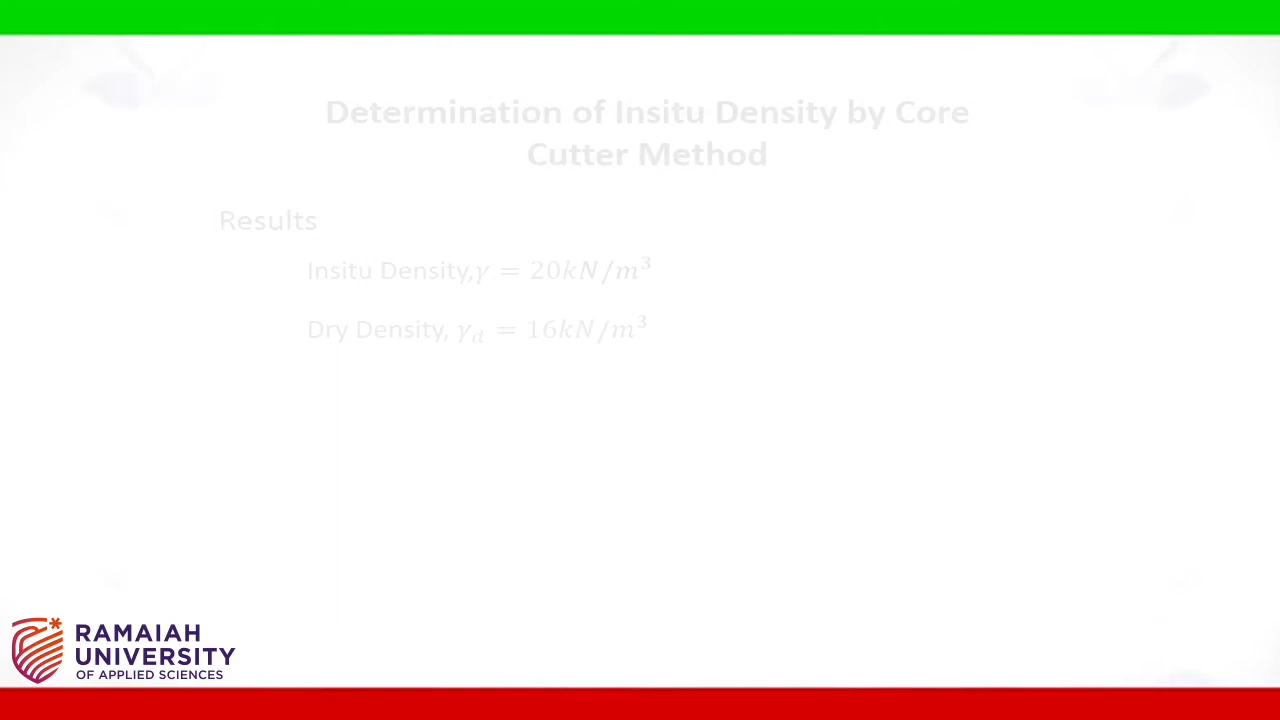 Determination of Insitu Density by Core
Cutter Method
Results
Insitu Density,γ = 20kN/m³
Dry Density, γ_d = 16kN/m³
RAMAIAH
UNIVERSITY
OF APPLIED SCIENCES